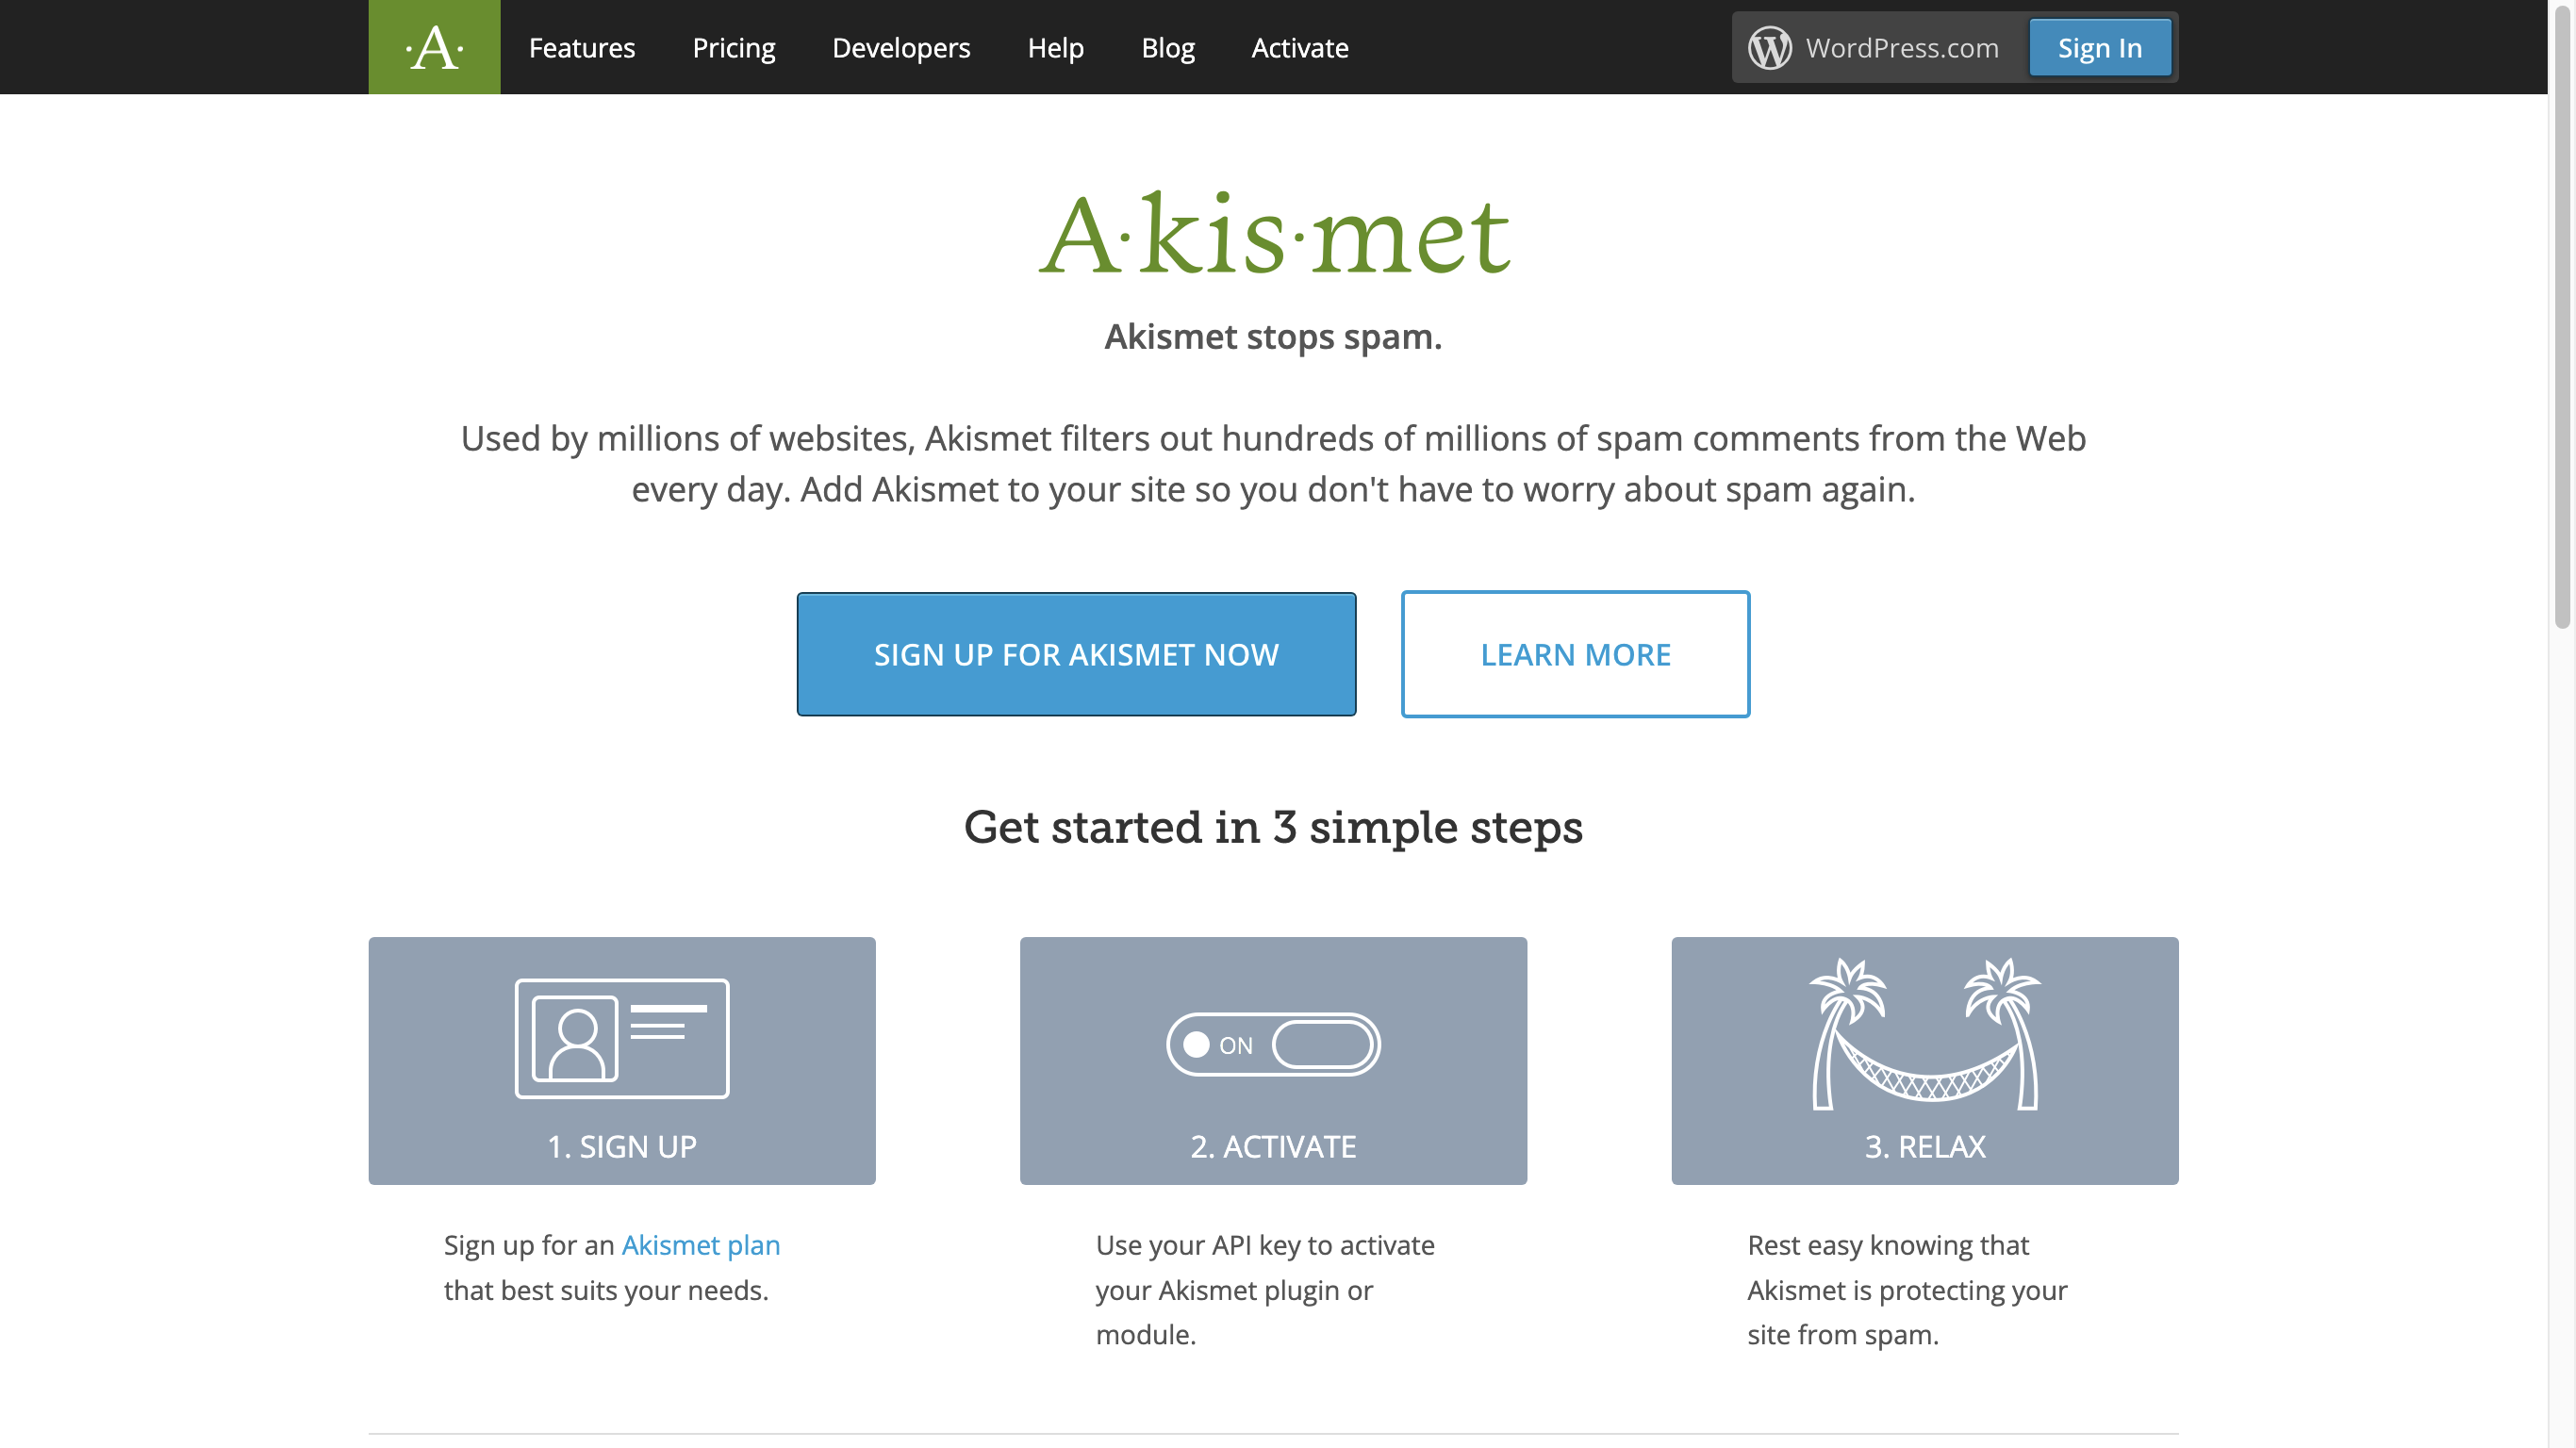 ·A· Features Pricing Developers Help Blog Activate WordPress.com Sign In
A·kis·met
Akismet stops spam.
Used by millions of websites, Akismet filters out hundreds of millions of spam comments from the Web
every day. Add Akismet to your site so you don't have to worry about spam again.
SIGN UP FOR AKISMET NOW LEARN MORE
Get started in 3 simple steps
ON
1. SIGN UP
2. ACTIVATE
3. RELAX
Sign up for an Akismet plan
that best suits your needs.
Use your API key to activate
your Akismet plugin or
module.
Rest easy knowing that
Akismet is protecting your
site from spam.